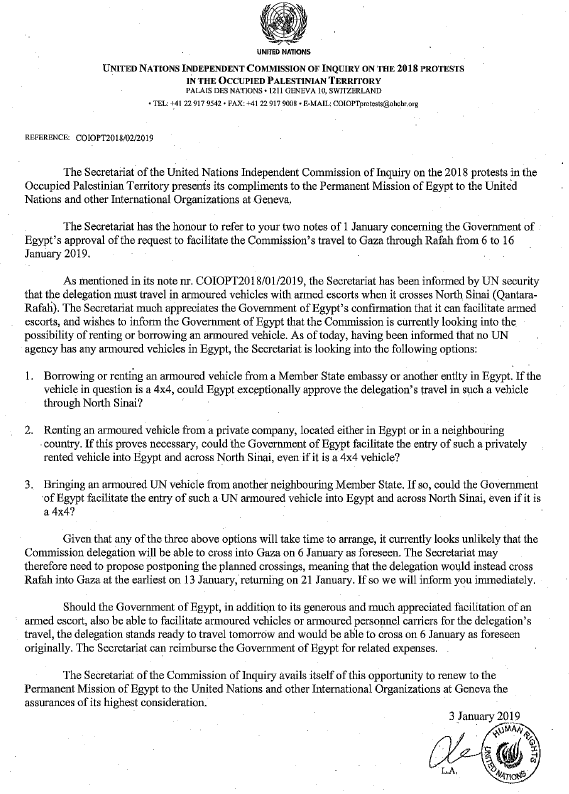 UNITED NATIONS
UNITED NATIONS INDEPENDENT COMMISSION OF INQUIRY ON THE 2018 PROTESTS
IN THE OCCUPIED PALESTINIAN TERRITORY
PALAIS DES NATIONS • 1211 GENEVA 10, SWITZERLAND
• TEL: +41 22 917 9542 • FAX: +41 22 917 9008 • E-MAIL: COIOPTprotests@ohchr.org
REFERENCE: COIOPT2018/02/2019
The Secretariat of the United Nations Independent Commission of Inquiry on the 2018 protests in the
Occupied Palestinian Territory presents its compliments to the Permanent Mission of Egypt to the United
Nations and other International Organizations at Geneva.
The Secretariat has the honour to refer to your two notes of 1 January concerning the Government of
Egypt's approval of the request to facilitate the Commission's travel to Gaza through Rafah from 6 to 16
January 2019.
As mentioned in its note nr. COIOPT2018/01/2019, the Secretariat has been informed by UN security
that the delegation must travel in armoured vehicles with armed escorts when it crosses North Sinai (Qantara-
Rafah). The Secretariat much appreciates the Government of Egypt's confirmation that it can facilitate armed
escorts, and wishes to inform the Government of Egypt that the Commission is currently looking into the
possibility of renting or borrowing an armoured vehicle. As of today, having been informed that no UN
agency has any armoured vehicles in Egypt, the Secretariat is looking into the following options:
1. Borrowing or renting an armoured vehicle from a Member State embassy or another entity in Egypt. If the
vehicle in question is a 4x4, could Egypt exceptionally approve the delegation's travel in such a vehicle
through North Sinai?
2. Renting an armoured vehicle from a private company, located either in Egypt or in a neighbouring
country. If this proves necessary, could the Government of Egypt facilitate the entry of such a privately
rented vehicle into Egypt and across North Sinai, even if it is a 4x4 vehicle?
3. Bringing an armoured UN vehicle from another neighbouring Member State. If so, could the Government
of Egypt facilitate the entry of such a UN armoured vehicle into Egypt and across North Sinai, even if it is
a 4x4?
Given that any of the three above options will take time to arrange, it currently looks unlikely that the
Commission delegation will be able to cross into Gaza on 6 January as foreseen. The Secretariat may
therefore need to propose postponing the planned crossings, meaning that the delegation would instead cross
Rafah into Gaza at the earliest on 13 January, returning on 21 January. If so we will inform you immediately.
Should the Government of Egypt, in addition to its generous and much appreciated facilitation of an
armed escort, also be able to facilitate armoured vehicles or armoured personnel carriers for the delegation's
travel, the delegation stands ready to travel tomorrow and would be able to cross on 6 January as foreseen
originally. The Secretariat can reimburse the Government of Egypt for related expenses.
The Secretariat of the Commission of Inquiry avails itself of this opportunity to renew to the
Permanent Mission of Egypt to the United Nations and other International Organizations at Geneva the
assurances of its highest consideration.
3 January 2019
L.A.
HUMAN RIGHTS
UNITED NATIONS